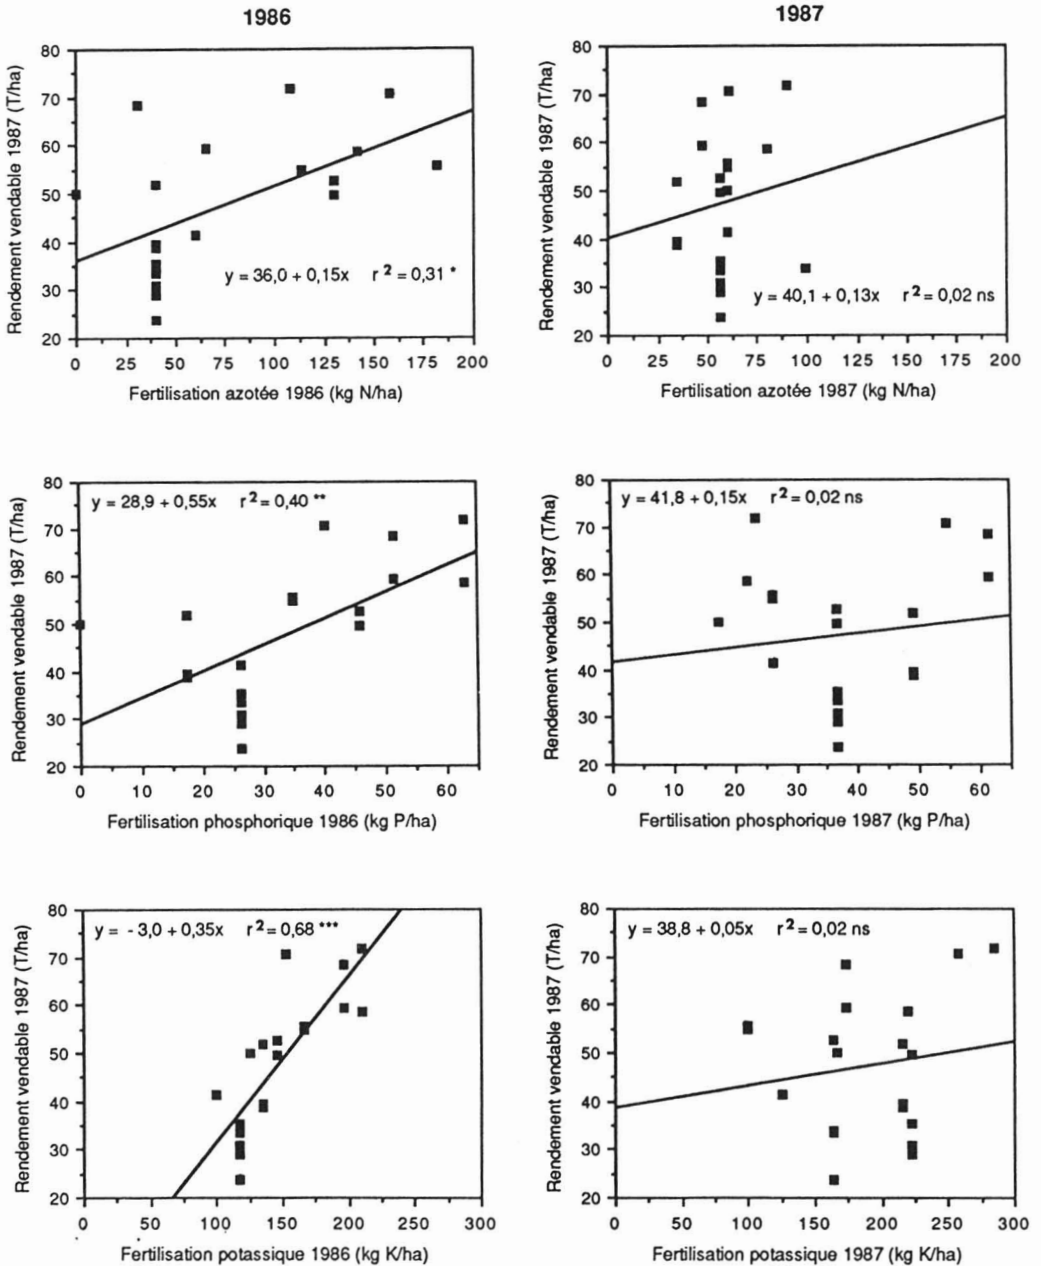 1986
1987
Rendement vendable 1987 (T/ha)
80
70
60
50
40
30
20
y = 36,0 + 0,15x r² = 0,31 *
0 25 50 75 100 125 150 175 200
Fertilisation azotée 1986 (kg N/ha)
Rendement vendable 1987 (T/ha)
80
70
60
50
40
30
20
y = 40,1 + 0,13x r² = 0,02 ns
0 25 50 75 100 125 150 175 200
Fertilisation azotée 1987 (kg N/ha)
Rendement vendable 1987 (T/ha)
80
70
60
50
40
30
20
y = 28,9 + 0,55x r² = 0,40 **
0 10 20 30 40 50 60
Fertilisation phosphorique 1986 (kg P/ha)
Rendement vendable 1987 (T/ha)
80
70
60
50
40
30
20
y = 41,8 + 0,15x r² = 0,02 ns
0 10 20 30 40 50 60
Fertilisation phosphorique 1987 (kg P/ha)
Rendement vendable 1987 (T/ha)
80
70
60
50
40
30
20
y = - 3,0 + 0,35x r² = 0,68 ***
0 50 100 150 200 250 300
Fertilisation potassique 1986 (kg K/ha)
Rendement vendable 1987 (T/ha)
80
70
60
50
40
30
20
y = 38,8 + 0,05x r² = 0,02 ns
0 50 100 150 200 250 300
Fertilisation potassique 1987 (kg K/ha)